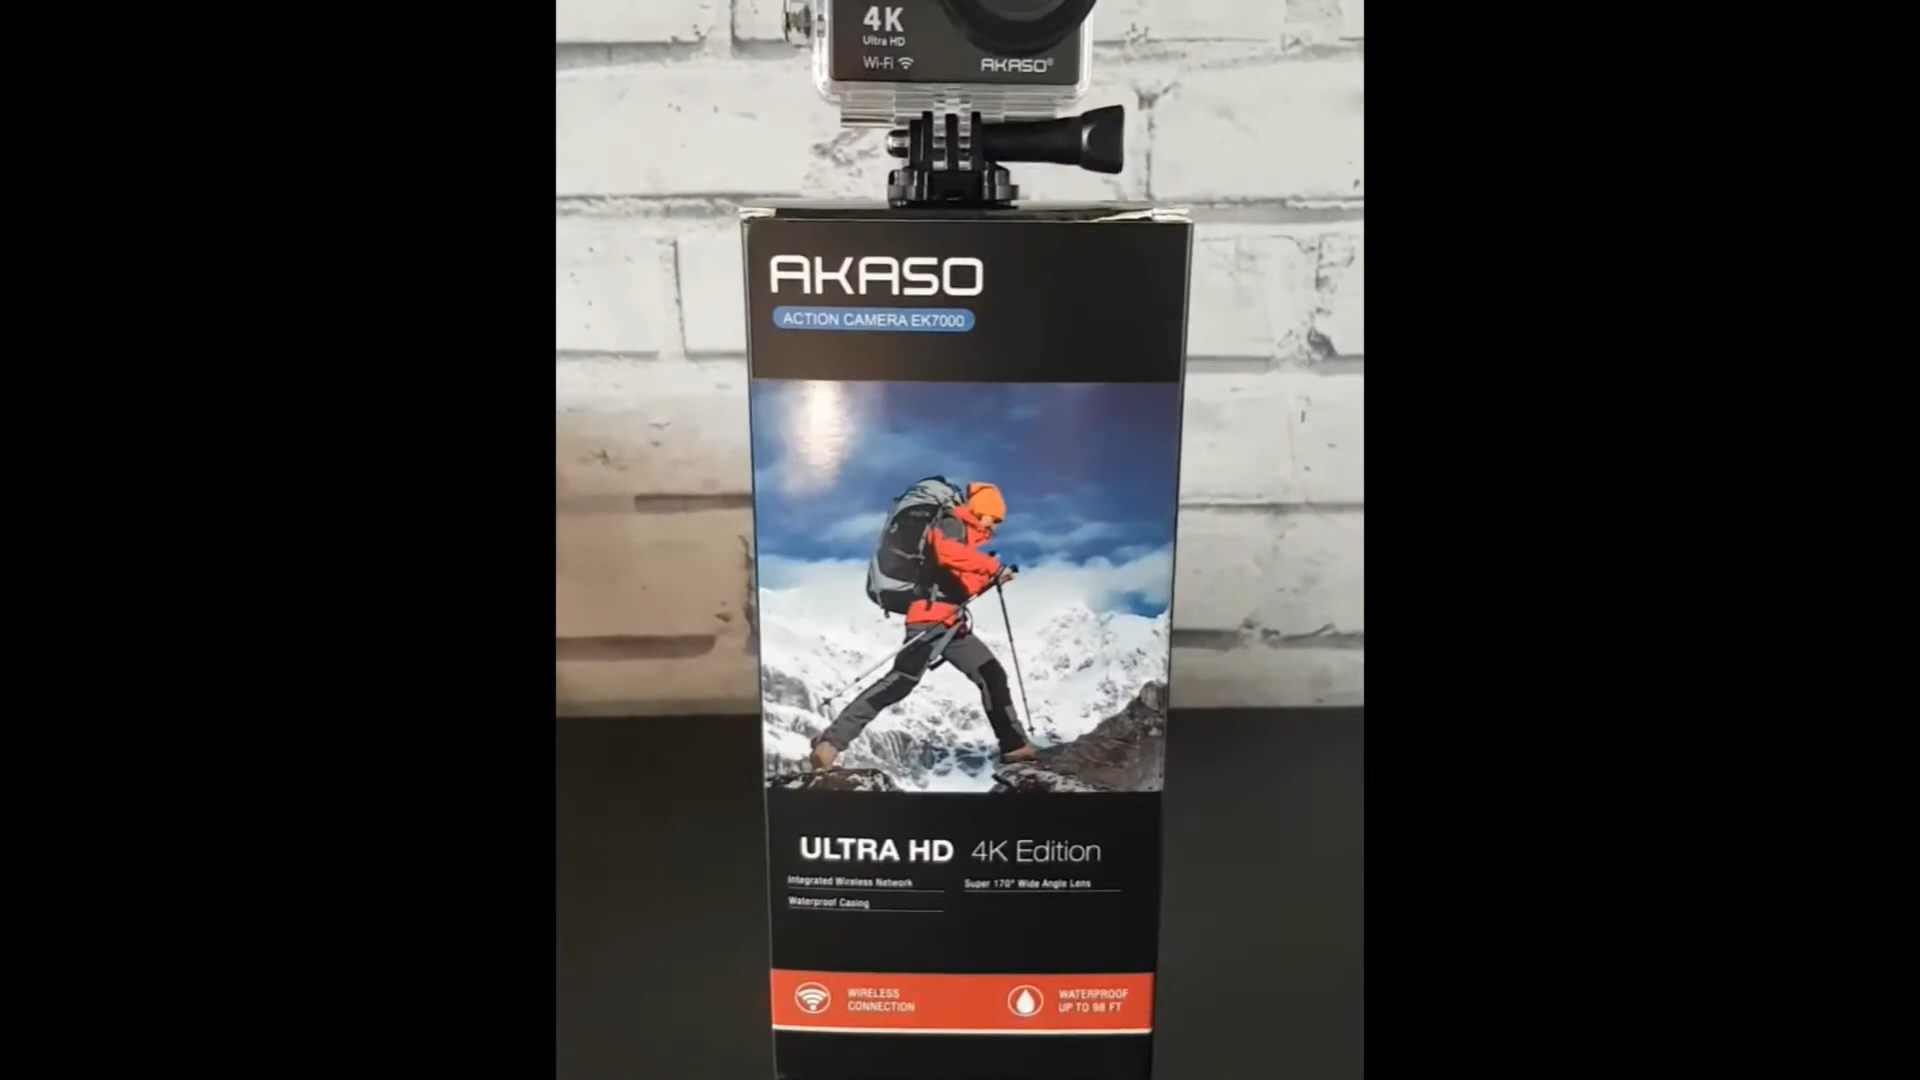 4K
Ultra HD
Wi-Fi
AKASO®
AKASO
ACTION CAMERA EK7000
ULTRA HD 4K Edition
Integrated Wireless Network
Super 170° Wide Angle Lens
Waterproof Casing
WIRELESS
CONNECTION
WATERPROOF
UP TO 98 FT